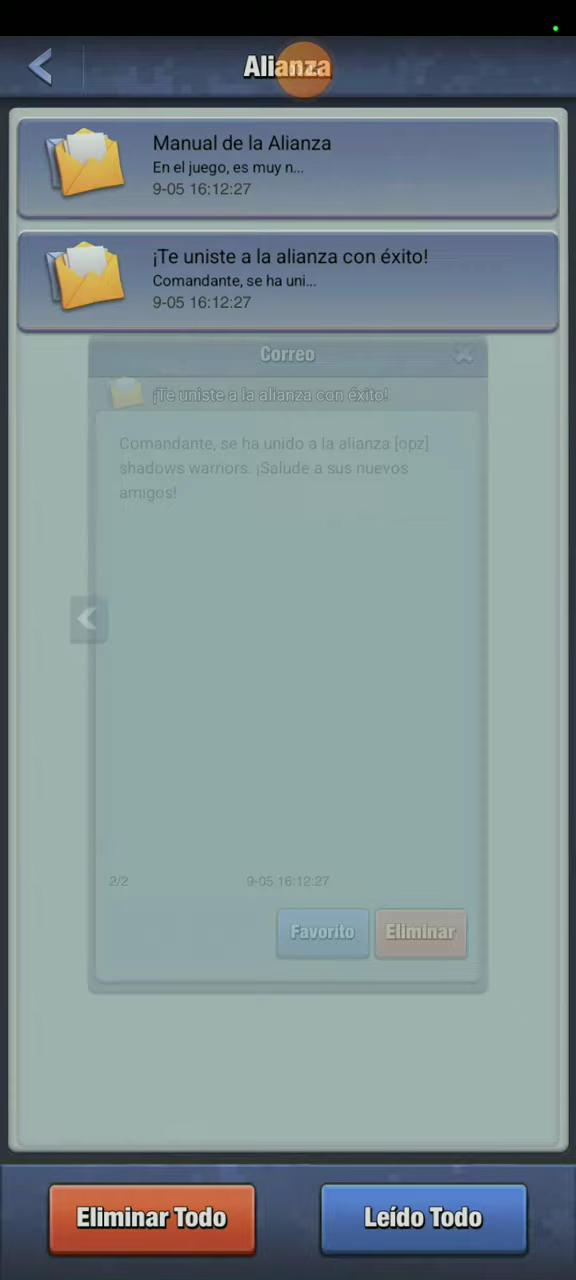 Alianza
Manual de la Alianza
En el juego, es muy n...
9-05 16:12:27
¡Te uniste a la alianza con éxito!
Comandante, se ha uni...
9-05 16:12:27
Correo
¡Te uniste a la alianza con éxito!
Comandante, se ha unido a la alianza [opz]
shadows warriors. ¡Salude a sus nuevos
amigos!
2/2
9-05 16:12:27
Favorito
Eliminar
Eliminar Todo
Leído Todo